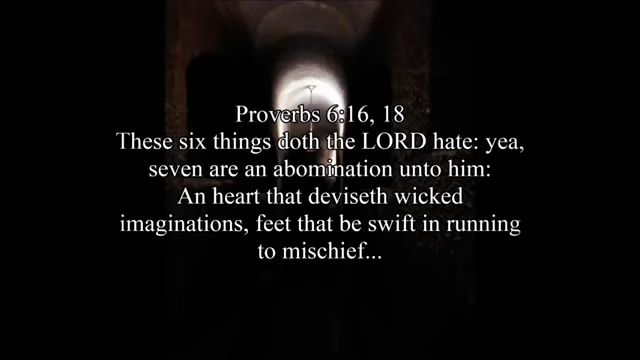 Proverbs 6:16, 18
These six things doth the LORD hate: yea,
seven are an abomination unto him:
An heart that deviseth wicked
imaginations, feet that be swift in running
to mischief...